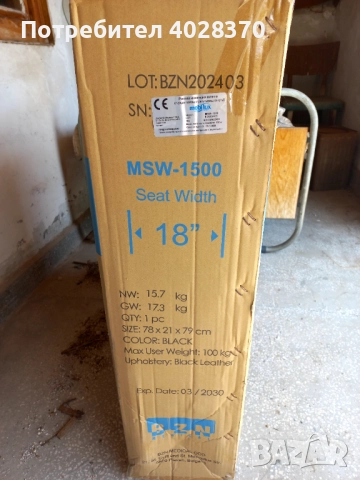 Потребител 4028403
LOT: BZN202403
SN:
MSW-1500
Seat Width
18"
NW: 15.7 kg
GW: 17.3 kg
QTY: 1 pc
SIZE: 78 x 21 x 79 cm
COLOR: BLACK
Max User Weight: 100 kg
Upholstery: Black Leather
Exp. Date: 03 / 2030
BAZAR